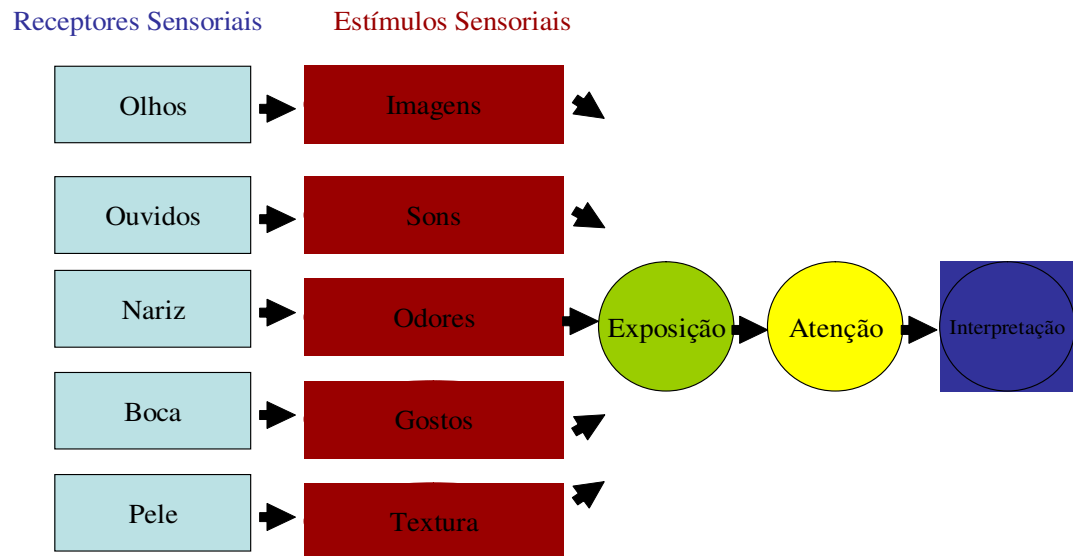 Receptores Sensoriais
Estímulos Sensoriais
Olhos
Imagens
Ouvidos
Sons
Nariz
Odores
Exposição
Atenção
Interpretação
Boca
Gostos
Pele
Textura